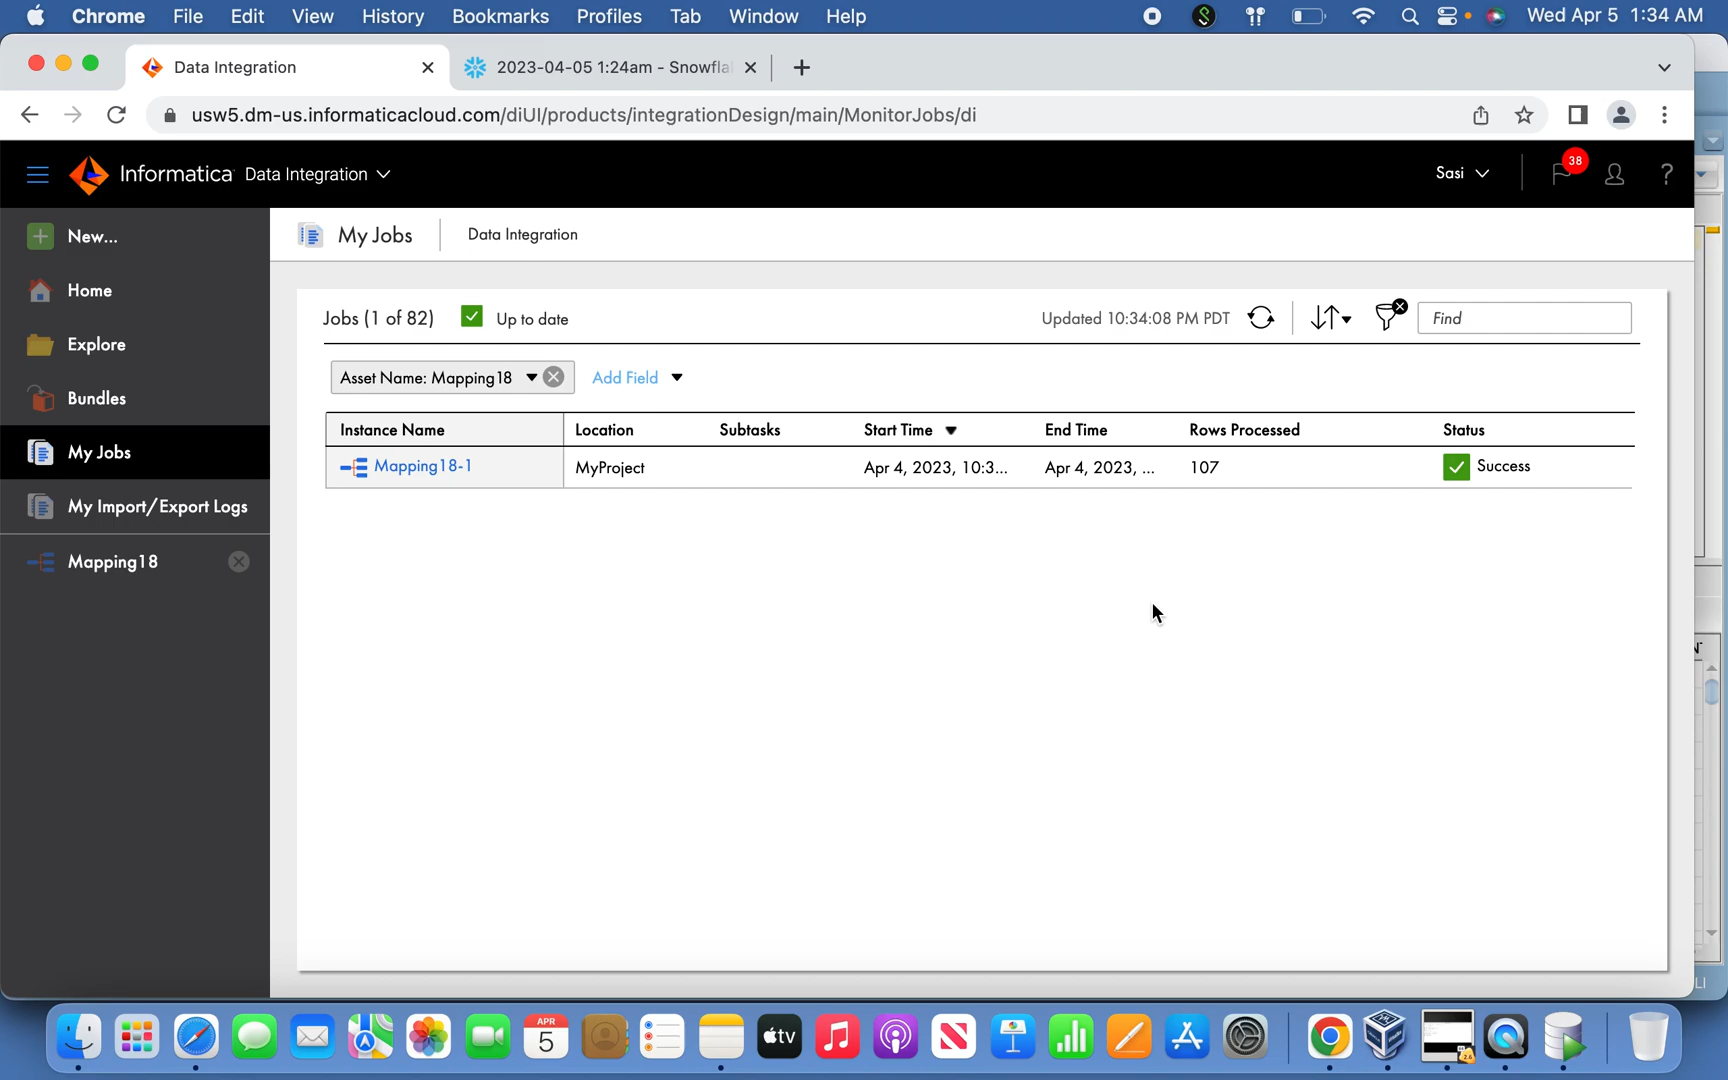 Chrome File Edit View History Bookmarks Profiles Tab Window Help Wed Apr 5 1:34 AM
Data Integration 2023-04-05 1:24am - Snowfla
usw5.dm-us.informaticacloud.com/diUI/products/integrationDesign/main/MonitorJobs/di
Informatica Data Integration Sasi 38 ?
New...
Home
Explore
Bundles
My Jobs
My Import/Export Logs
Mapping18
My Jobs Data Integration
Jobs (1 of 82) Up to date Updated 10:34:08 PM PDT Find
Asset Name: Mapping18 Add Field
Instance Name Location Subtasks Start Time End Time Rows Processed Status
Mapping18-1 MyProject Apr 4, 2023, 10:3... Apr 4, 2023, ... 107 Success
LI
APR
5
tv